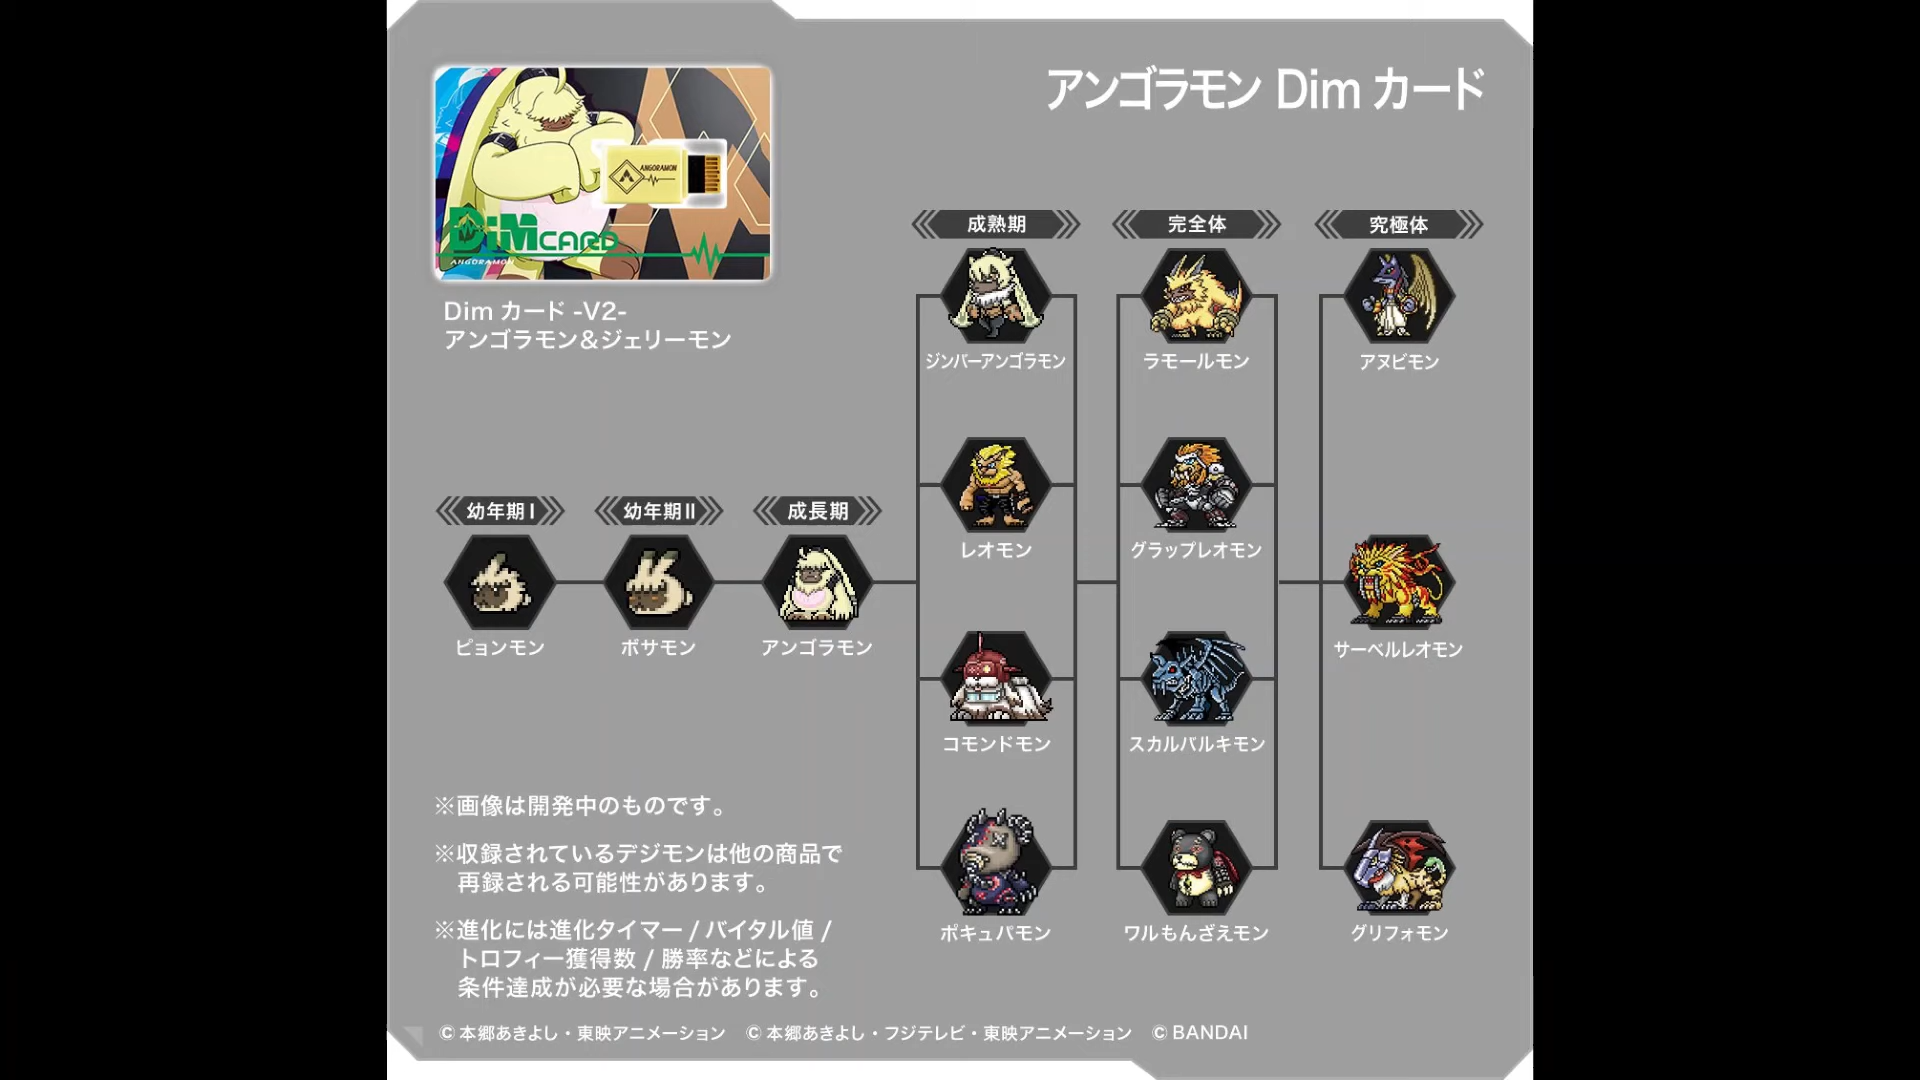 アンゴラモン Dim カード
ANGORAMON
DiM CARD
ANGORAMON
Dim カード -V2-
アンゴラモン&ジェリーモン
幼年期Ⅰ
幼年期Ⅱ
成長期
成熟期
完全体
究極体
ピョンモン
ボサモン
アンゴラモン
ジンバーアンゴラモン
ラモールモン
アヌビモン
レオモン
グラップレオモン
サーベルレオモン
コモンドモン
スカルバルキモン
ポキュパモン
ワルもんざえモン
グリフォモン
※画像は開発中のものです。
※収録されているデジモンは他の商品で
再録される可能性があります。
※進化には進化タイマー / バイタル値 /
トロフィー獲得数 / 勝率などによる
条件達成が必要な場合があります。
© 本郷あきよし・東映アニメーション © 本郷あきよし・フジテレビ・東映アニメーション © BANDAI